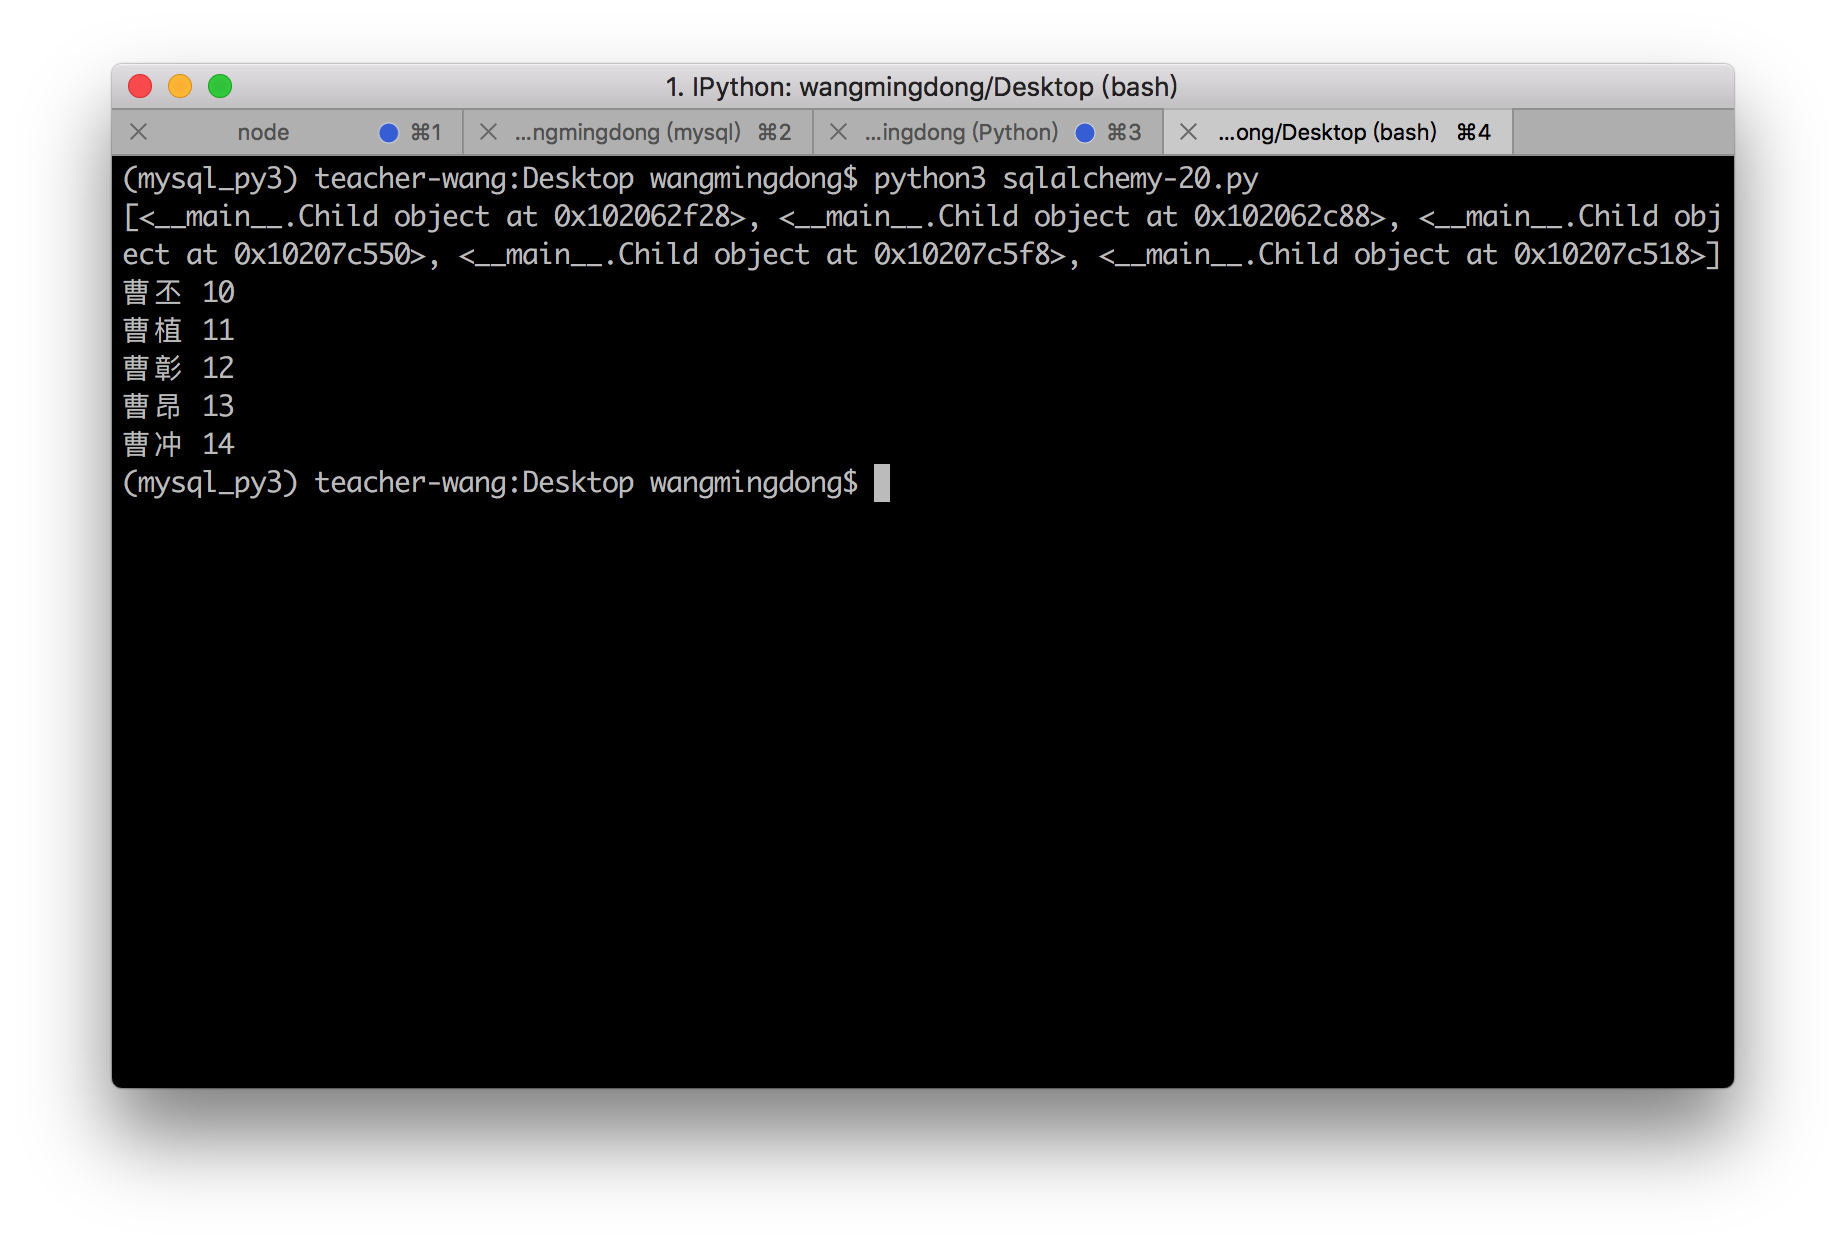 1. IPython: wangmingdong/Desktop (bash)
node ⌘1 ...ngmingdong (mysql) ⌘2 ...ingdong (Python) ⌘3 ...ong/Desktop (bash) ⌘4
(mysql_py3) teacher-wang:Desktop wangmingdong$ python3 sqlalchemy-20.py
[<__main__.Child object at 0x102062f28>, <__main__.Child object at 0x102062c88>, <__main__.Child obj
ect at 0x10207c550>, <__main__.Child object at 0x10207c5f8>, <__main__.Child object at 0x10207c518>]
曹丕 10
曹植 11
曹彰 12
曹昂 13
曹冲 14
(mysql_py3) teacher-wang:Desktop wangmingdong$